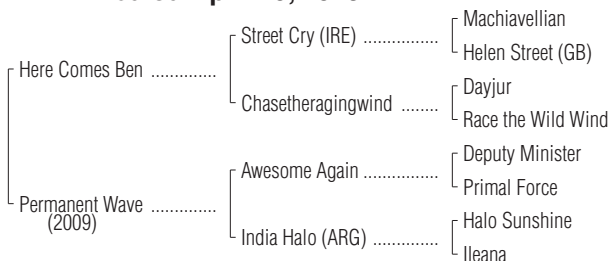 Machiavellian
Street Cry (IRE) ...............
Helen Street (GB)
Here Comes Ben .............
Dayjur
Chasetheragingwind ........
Race the Wild Wind
Deputy Minister
Awesome Again ...............
Primal Force
Permanent Wave .............
(2009)
Halo Sunshine
India Halo (ARG) ...............
Ileana